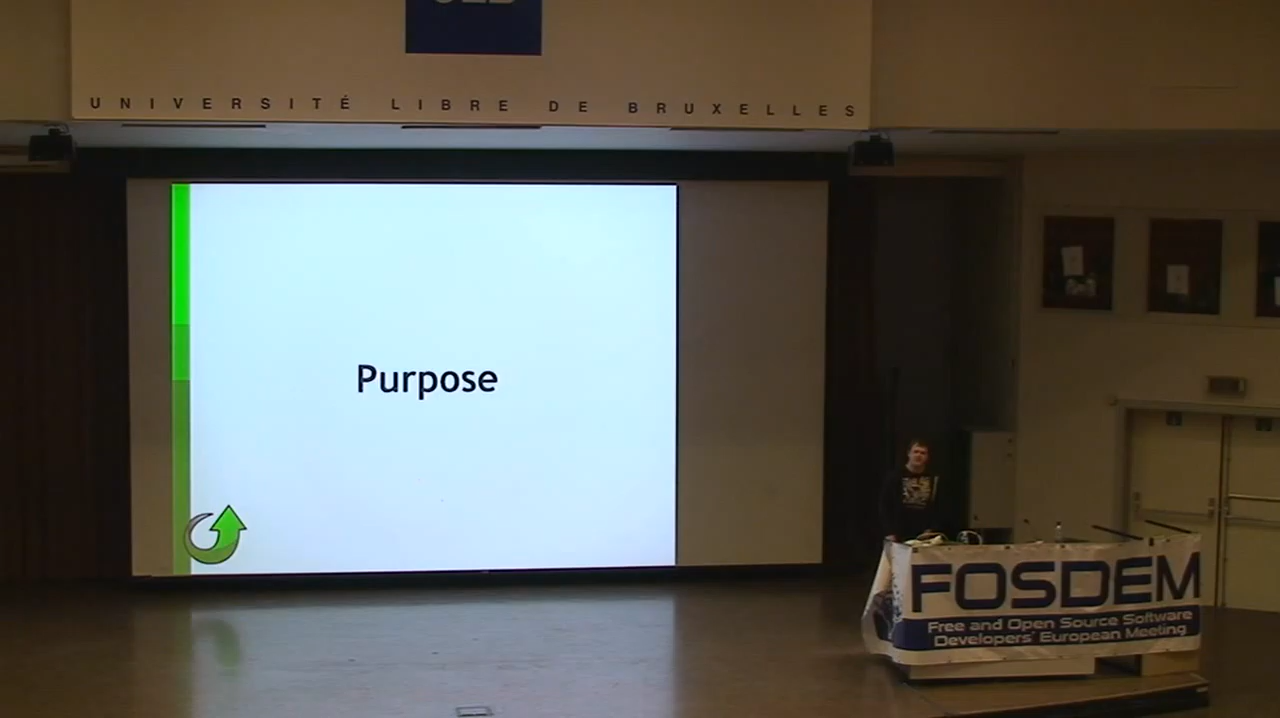 UNIVERSITÉ LIBRE DE BRUXELLES
Purpose
FOSDEM
Free and Open Source Software
Developers' European Meeting